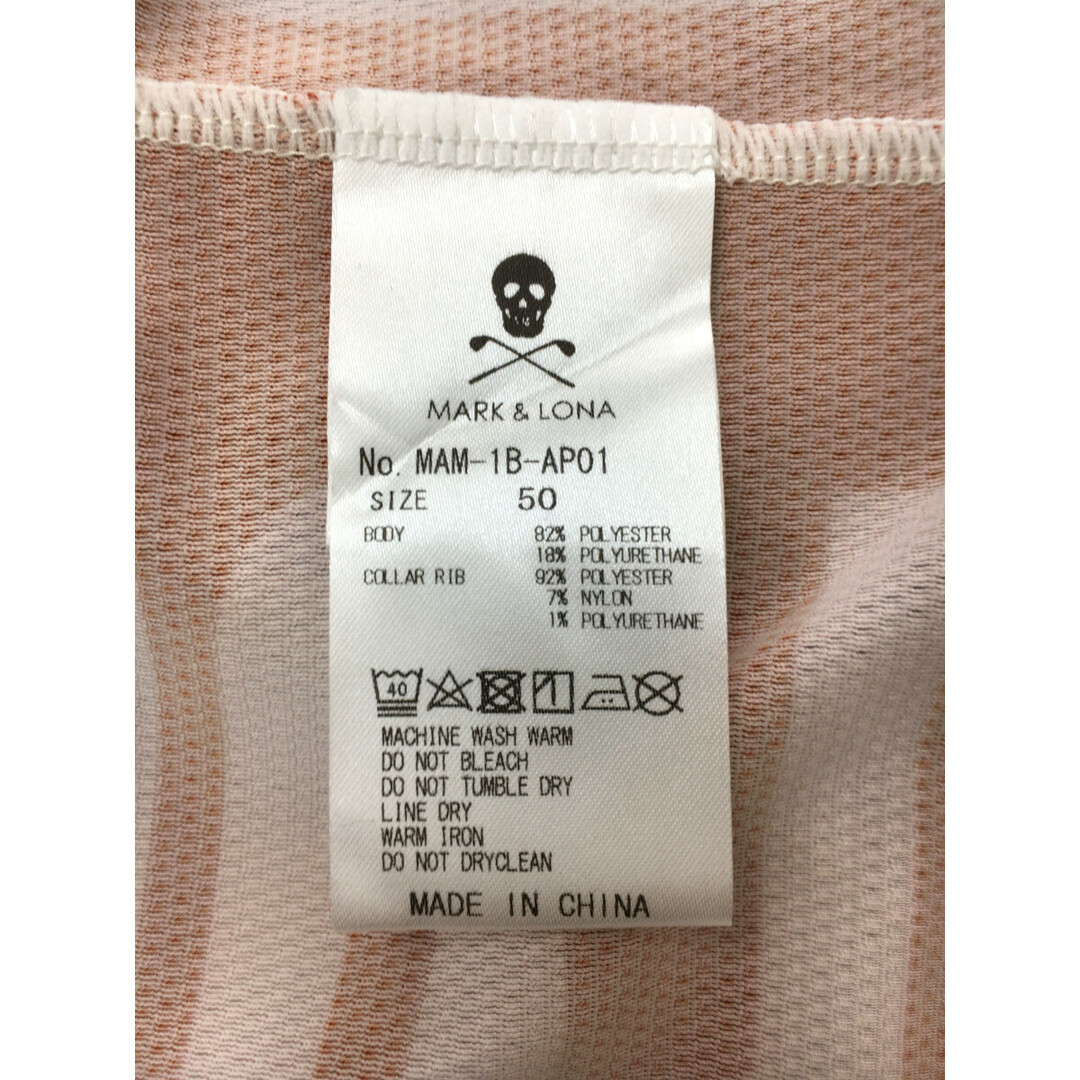 MARK & LONA
No. MAM-1B-AP01
SIZE 50
BODY 82% POLYESTER
18% POLYURETHANE
COLLAR RIB 92% POLYESTER
7% NYLON
1% POLYURETHANE
40
MACHINE WASH WARM
DO NOT BLEACH
DO NOT TUMBLE DRY
LINE DRY
WARM IRON
DO NOT DRYCLEAN
MADE IN CHINA